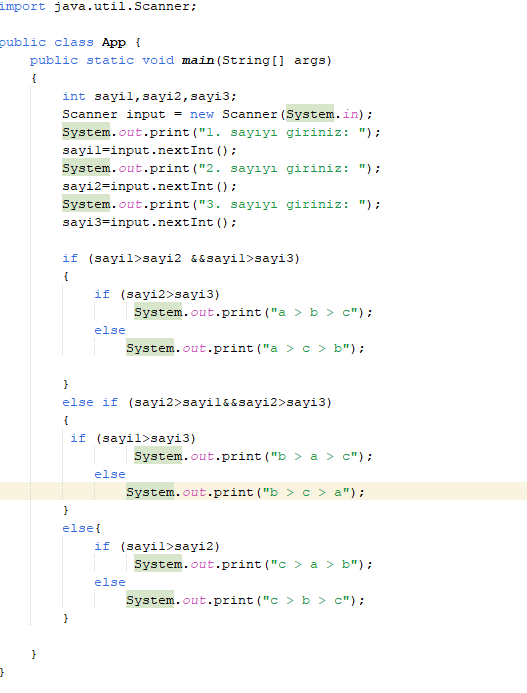 import java.util.Scanner;
public class App {
public static void main(String[] args)
{
int sayi1,sayi2,sayi3;
Scanner input = new Scanner(System.in);
System.out.print("1. sayıyı giriniz: ");
sayi1=input.nextInt();
System.out.print("2. sayıyı giriniz: ");
sayi2=input.nextInt();
System.out.print("3. sayıyı giriniz: ");
sayi3=input.nextInt();
if (sayi1>sayi2 &&sayi1>sayi3)
{
if (sayi2>sayi3)
System.out.print("a > b > c");
else
System.out.print("a > c > b");
}
else if (sayi2>sayi1&&sayi2>sayi3)
{
if (sayi1>sayi3)
System.out.print("b > a > c");
else
System.out.print("b > c > a");
}
else{
if (sayi1>sayi2)
System.out.print("c > a > b");
else
System.out.print("c > b > c");
}
}
}